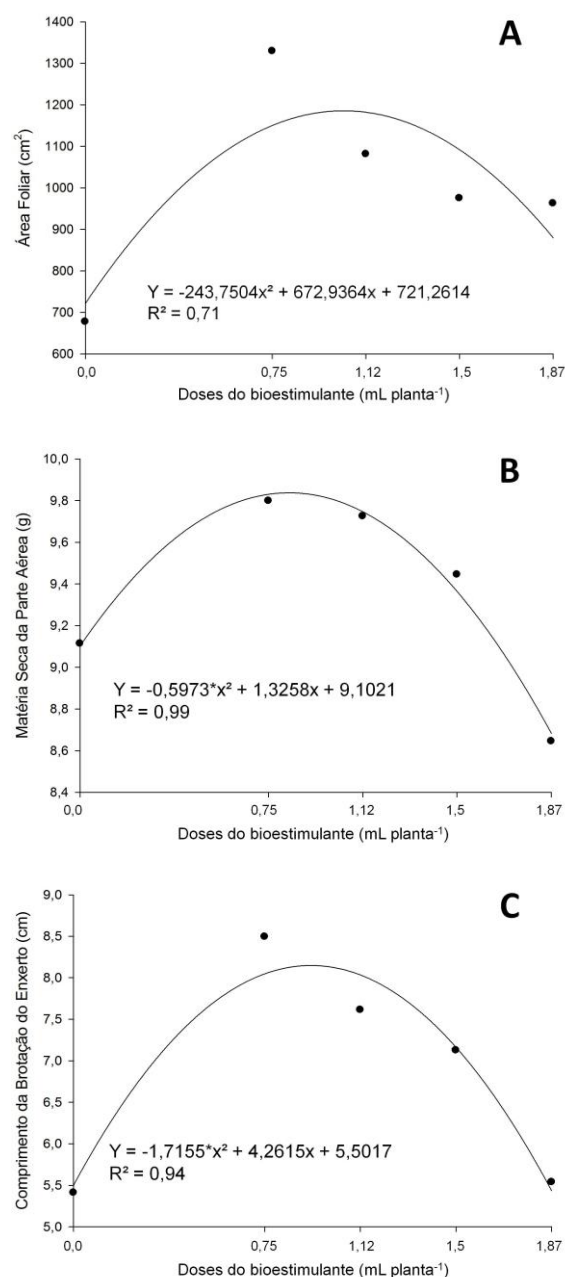 A
1400
1300
1200
1100
1000
900
800
700
600
Área Foliar (cm²)
Y = -243,7504x² + 672,9364x + 721,2614
R² = 0,71
0,0 0,75 1,12 1,5 1,87
Doses do bioestimulante (mL planta⁻¹)
B
10,0
9,8
9,6
9,4
9,2
9,0
8,8
8,6
8,4
Matéria Seca da Parte Aérea (g)
Y = -0,5973*x² + 1,3258x + 9,1021
R² = 0,99
0,0 0,75 1,12 1,5 1,87
Doses do bioestimulante (mL planta⁻¹)
C
9,0
8,5
8,0
7,5
7,0
6,5
6,0
5,5
5,0
Comprimento da Brotação do Enxerto (cm)
Y = -1,7155*x² + 4,2615x + 5,5017
R² = 0,94
0,0 0,75 1,12 1,5 1,87
Doses do bioestimulante (mL planta⁻¹)